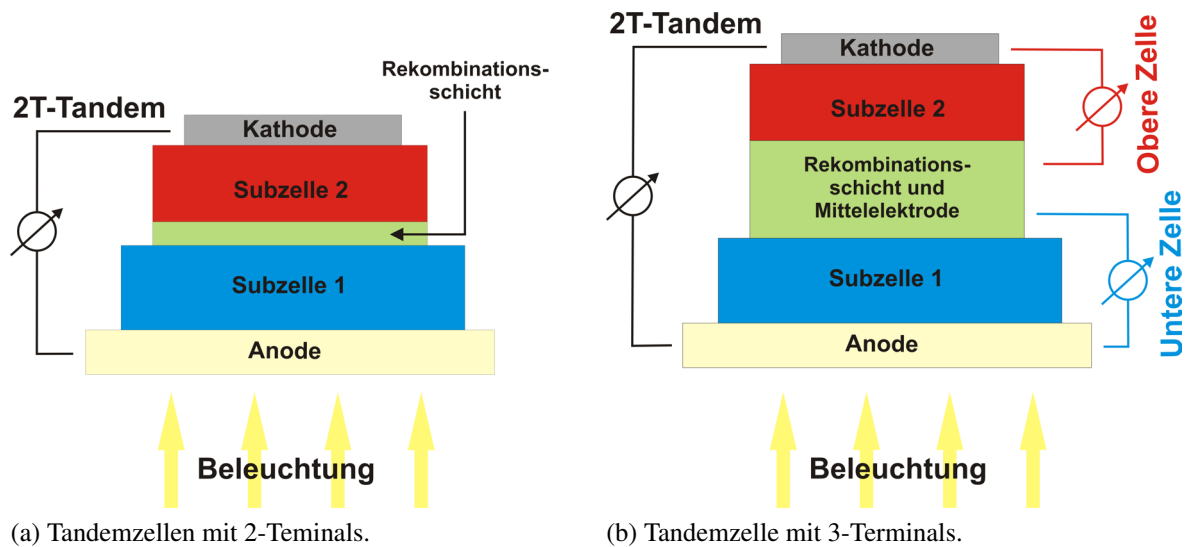 2T-Tandem
Rekombinations-
schicht
Kathode
Subzelle 2
Subzelle 1
Anode
Beleuchtung
(a) Tandemzellen mit 2-Teminals.
2T-Tandem
Kathode
Subzelle 2
Rekombinations-
schicht und
Mittelelektrode
Subzelle 1
Anode
Obere Zelle
Untere Zelle
Beleuchtung
(b) Tandemzelle mit 3-Terminals.